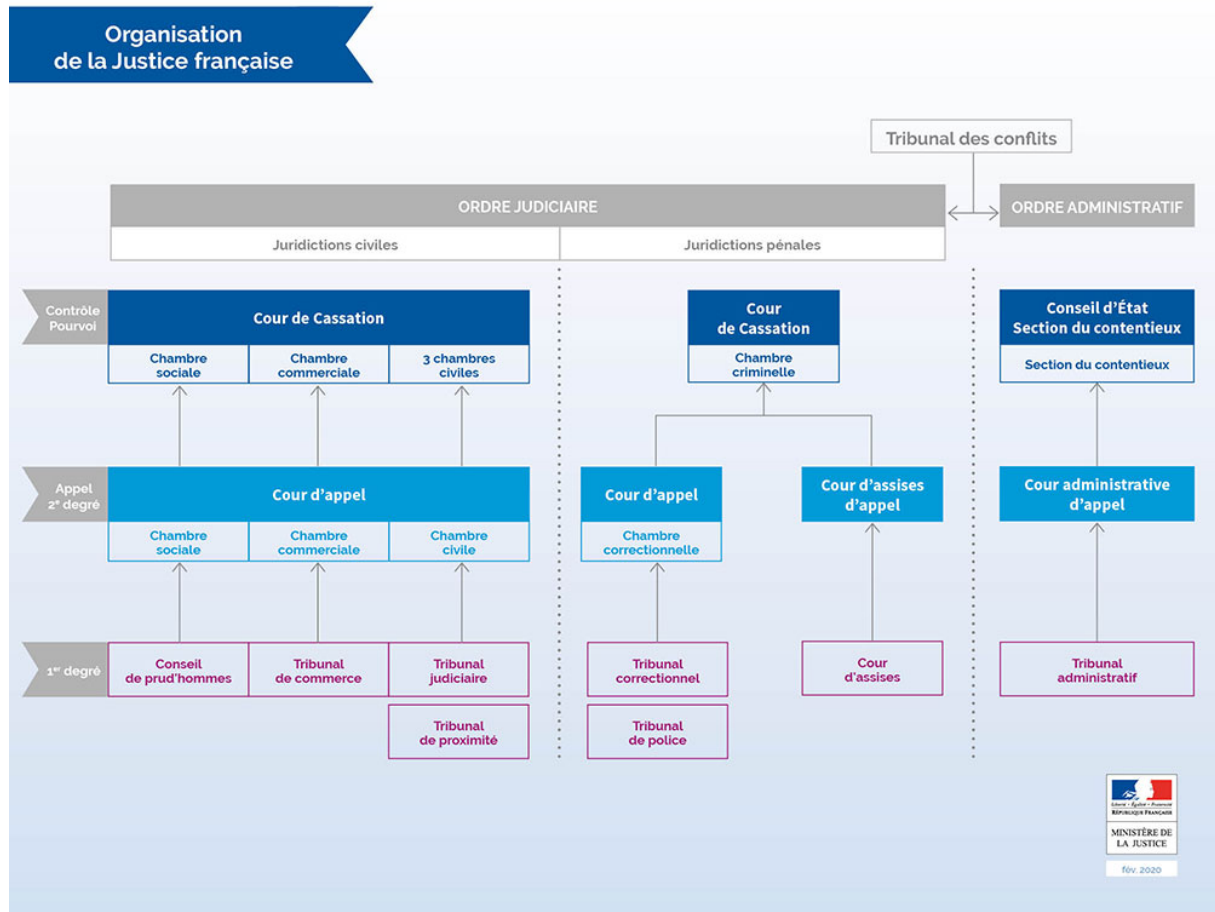 Organisation
de la Justice française
Tribunal des conflits
ORDRE JUDICIAIRE
ORDRE ADMINISTRATIF
Juridictions civiles
Juridictions pénales
Contrôle
Pourvoi
Cour de Cassation
Chambre
sociale
Chambre
commerciale
3 chambres
civiles
Cour
de Cassation
Chambre
criminelle
Conseil d'État
Section du contentieux
Section du contentieux
Appel
2e degré
Cour d'appel
Chambre
sociale
Chambre
commerciale
Chambre
civile
Cour d'appel
Chambre
correctionnelle
Cour d'assises
d'appel
Cour administrative
d'appel
1er degré
Conseil
de prud'hommes
Tribunal
de commerce
Tribunal
judiciaire
Tribunal
de proximité
Tribunal
correctionnel
Tribunal
de police
Cour
d'assises
Tribunal
administratif
Liberté • Égalité • Fraternité
RÉPUBLIQUE FRANÇAISE
MINISTÈRE DE
LA JUSTICE
fév. 2020